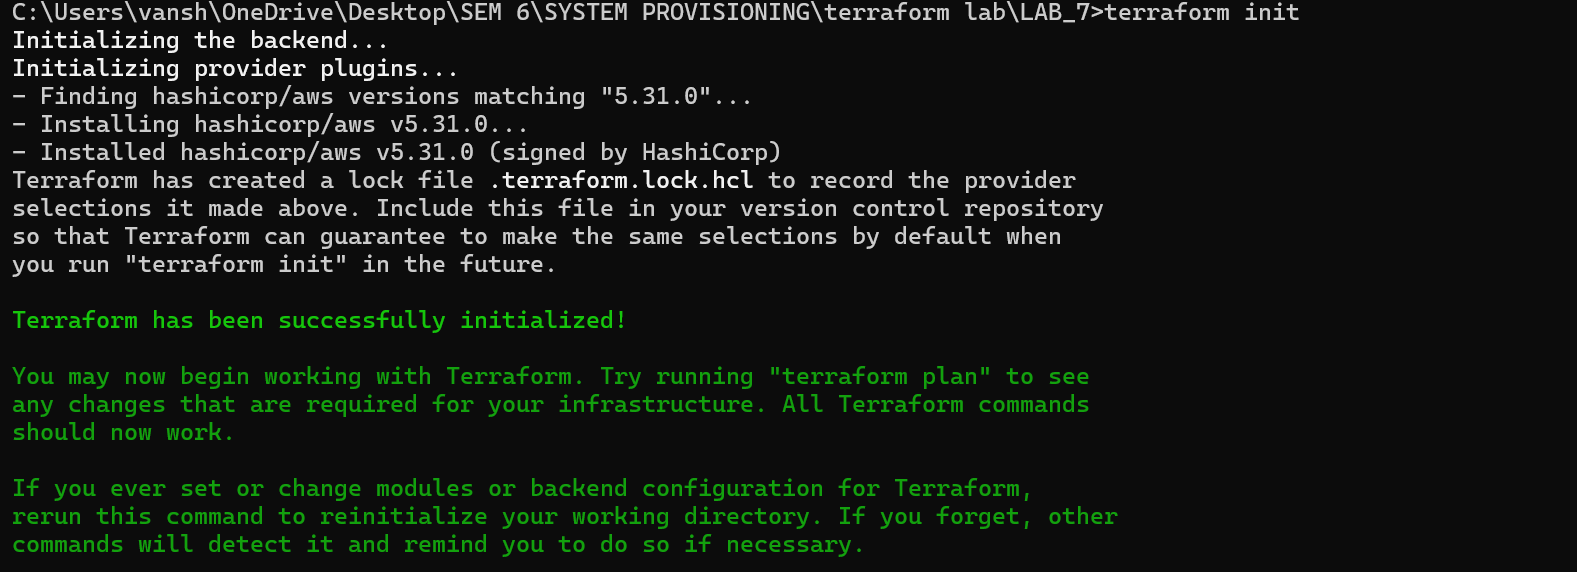 C:\Users\vansh\OneDrive\Desktop\SEM 6\SYSTEM PROVISIONING\terraform lab\LAB_7>terraform init
Initializing the backend...
Initializing provider plugins...
- Finding hashicorp/aws versions matching "5.31.0"...
- Installing hashicorp/aws v5.31.0...
- Installed hashicorp/aws v5.31.0 (signed by HashiCorp)
Terraform has created a lock file .terraform.lock.hcl to record the provider
selections it made above. Include this file in your version control repository
so that Terraform can guarantee to make the same selections by default when
you run "terraform init" in the future.
Terraform has been successfully initialized!
You may now begin working with Terraform. Try running "terraform plan" to see
any changes that are required for your infrastructure. All Terraform commands
should now work.
If you ever set or change modules or backend configuration for Terraform,
rerun this command to reinitialize your working directory. If you forget, other
commands will detect it and remind you to do so if necessary.